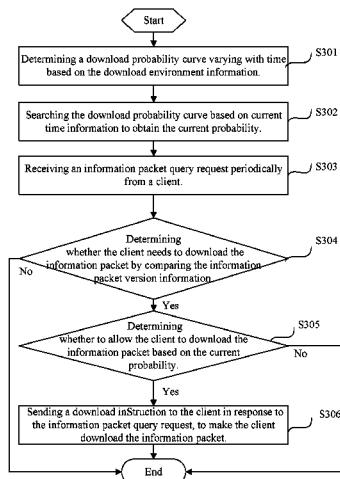 Start
Determining a download probability curve varying with time
based on the download environment information.
S301
Searching the download probability curve based on current
time information to obtain the current probability.
S302
Receiving an information packet query request periodically
from a client.
S303
Determining
whether the client needs to download the
information packet by comparing the information
packet version information
S304
No
Yes
Determining
whether to allow the client to download the
information packet based on the current
probability.
S305
No
Yes
Sending a download inStruction to the client in response to
the information packet query request, to make the client
download the information packet.
S306
End